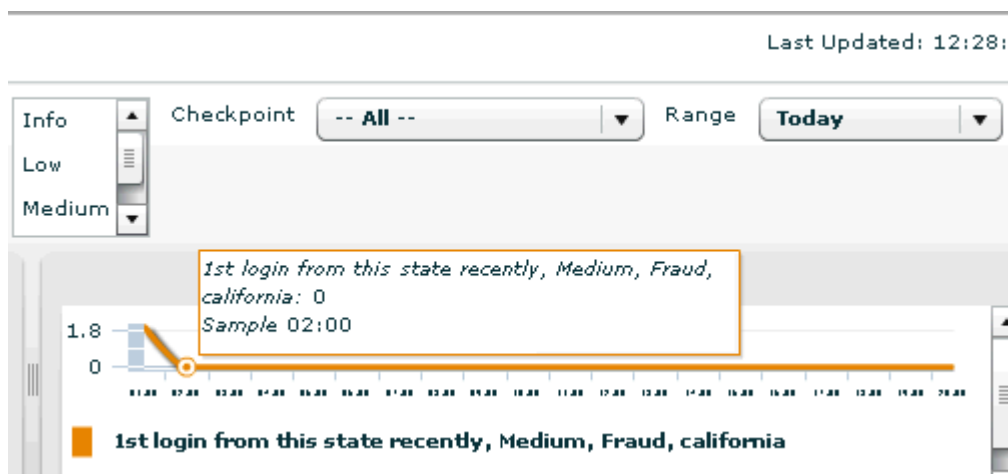 Last Updated: 12:28:
Info
Low
Medium
Checkpoint
-- All --
Range
Today
1st login from this state recently, Medium, Fraud,
california: 0
Sample 02:00
1.8
0
1st login from this state recently, Medium, Fraud, california